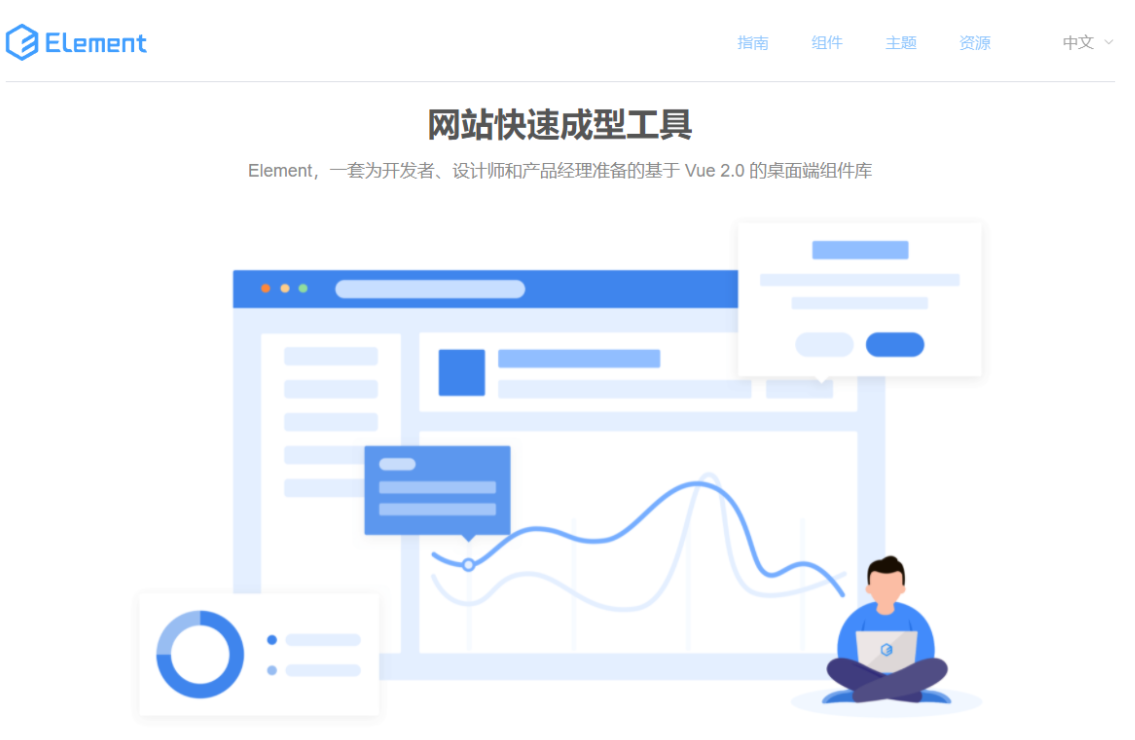 Element
指南 组件 主题 资源 中文
网站快速成型工具
Element，一套为开发者、设计师和产品经理准备的基于 Vue 2.0 的桌面端组件库